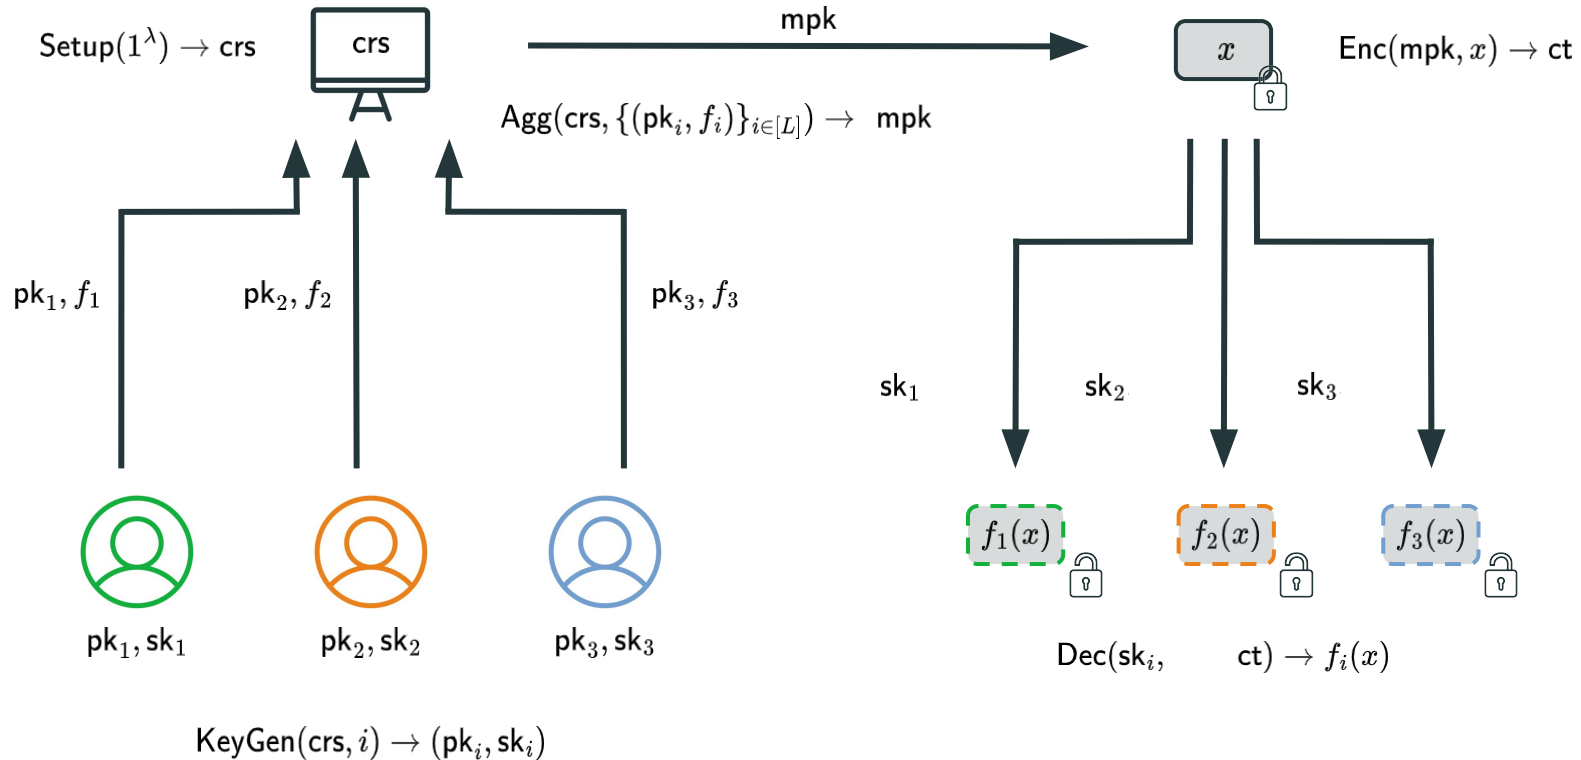 Setup(1^λ) → crs
crs
mpk
x
Enc(mpk, x) → ct
Agg(crs, {(pk_i, f_i)}_{i∈[L]}) → mpk
pk_1, f_1
pk_2, f_2
pk_3, f_3
sk_1
sk_2
sk_3
f_1(x)
f_2(x)
f_3(x)
pk_1, sk_1
pk_2, sk_2
pk_3, sk_3
Dec(sk_i, ct) → f_i(x)
KeyGen(crs, i) → (pk_i, sk_i)